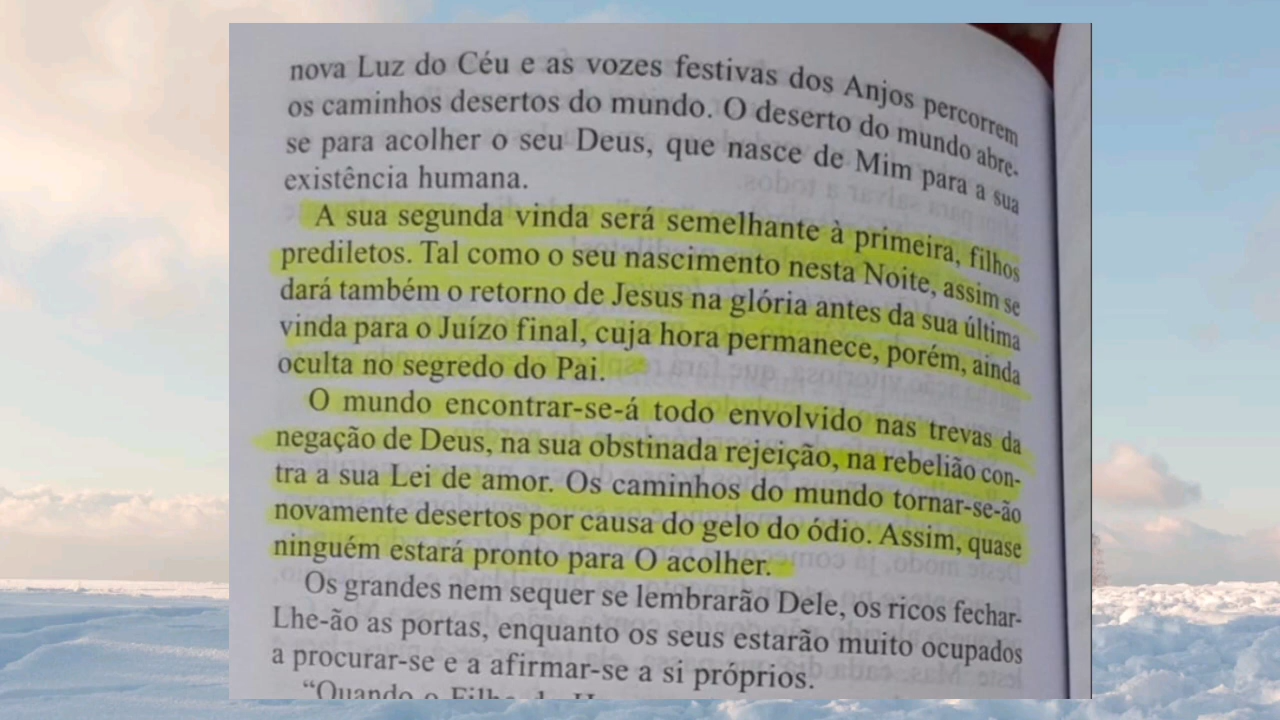 nova Luz do Céu e as vozes festivas dos Anjos percorrem
os caminhos desertos do mundo. O deserto do mundo abre-
se para acolher o seu Deus, que nasce de Mim para a sua
existência humana.
A sua segunda vinda será semelhante à primeira, filhos
prediletos. Tal como o seu nascimento nesta Noite, assim se
dará também o retorno de Jesus na glória antes da sua última
vinda para o Juízo final, cuja hora permanece, porém, ainda
oculta no segredo do Pai.
O mundo encontrar-se-á todo envolvido nas trevas da
negação de Deus, na sua obstinada rejeição, na rebelião con-
tra a sua Lei de amor. Os caminhos do mundo tornar-se-ão
novamente desertos por causa do gelo do ódio. Assim, quase
ninguém estará pronto para O acolher.
Os grandes nem sequer se lembrarão Dele, os ricos fechar-
Lhe-ão as portas, enquanto os seus estarão muito ocupados
a procurar-se e a afirmar-se a si próprios.
“Quando o Filho